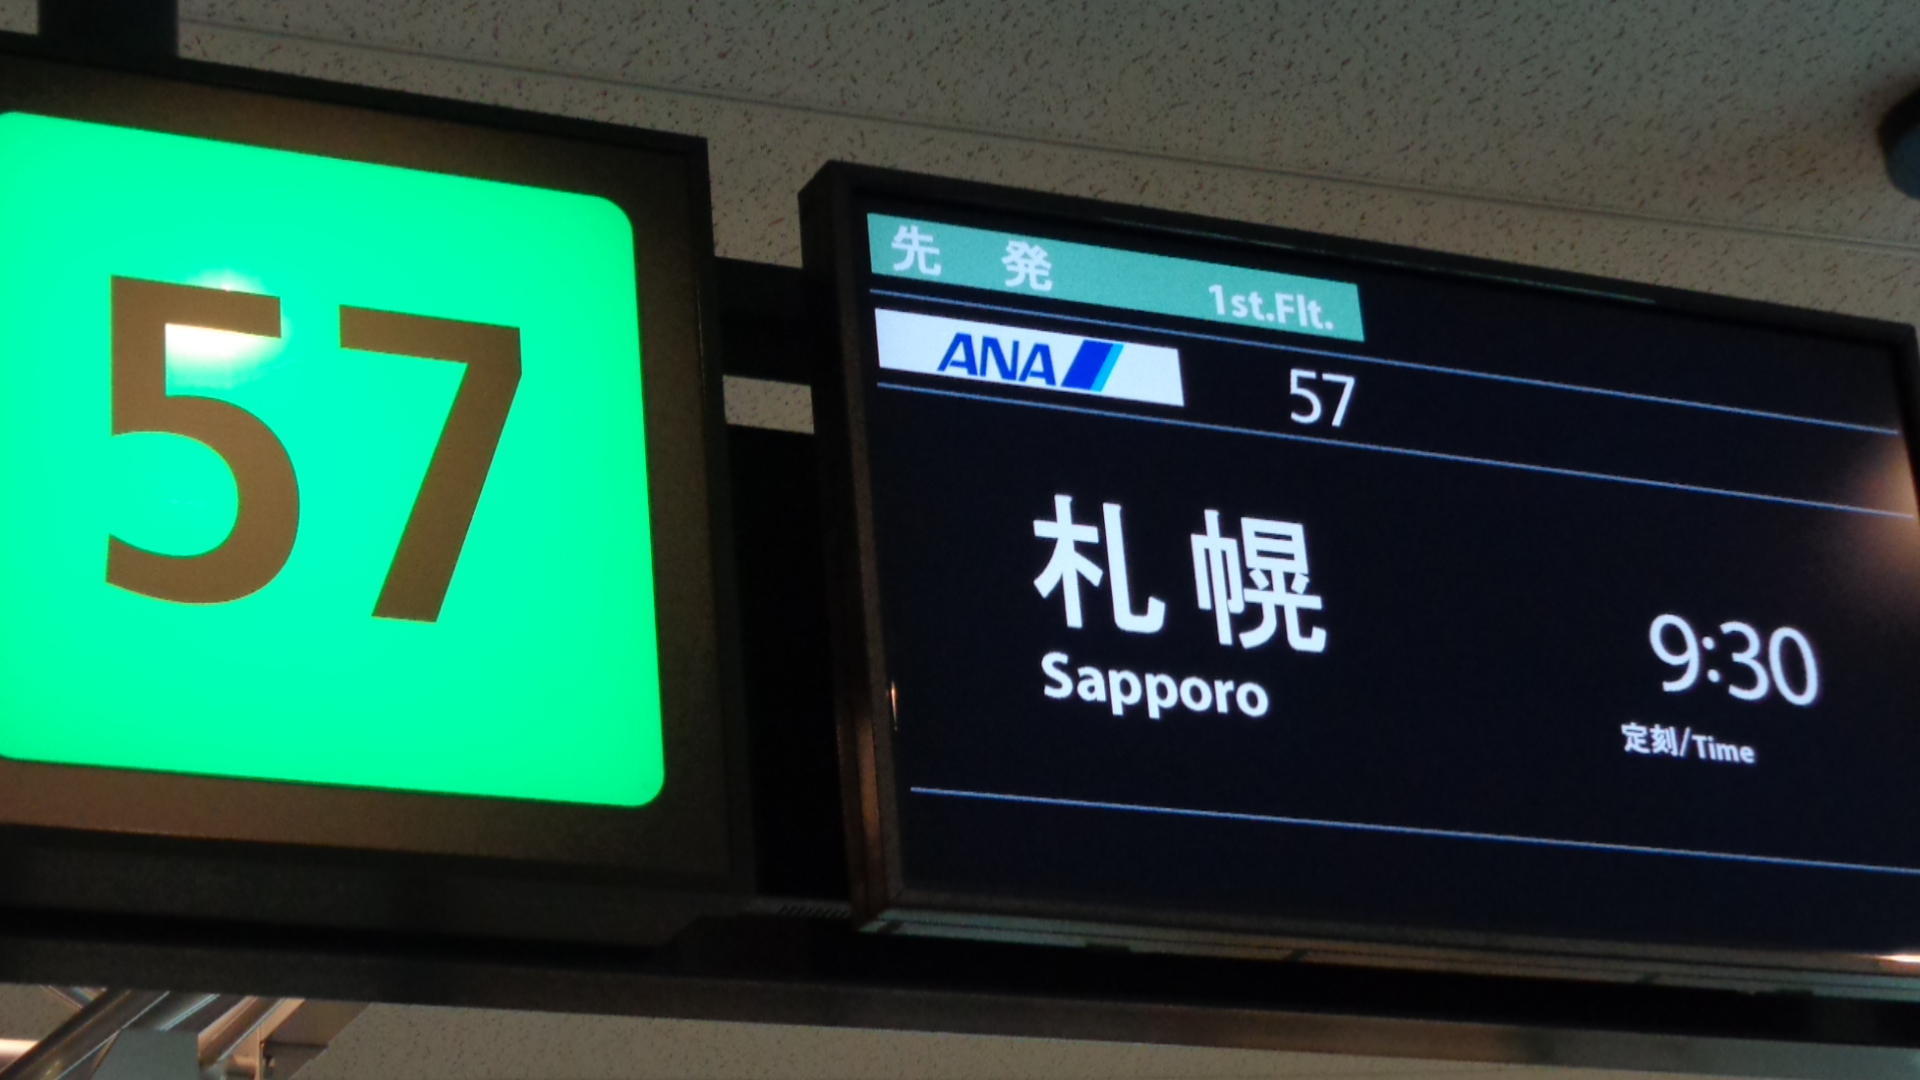 57
先 発 1st.Flt.
ANA 57
札 幌
Sapporo
9:30
定刻/Time